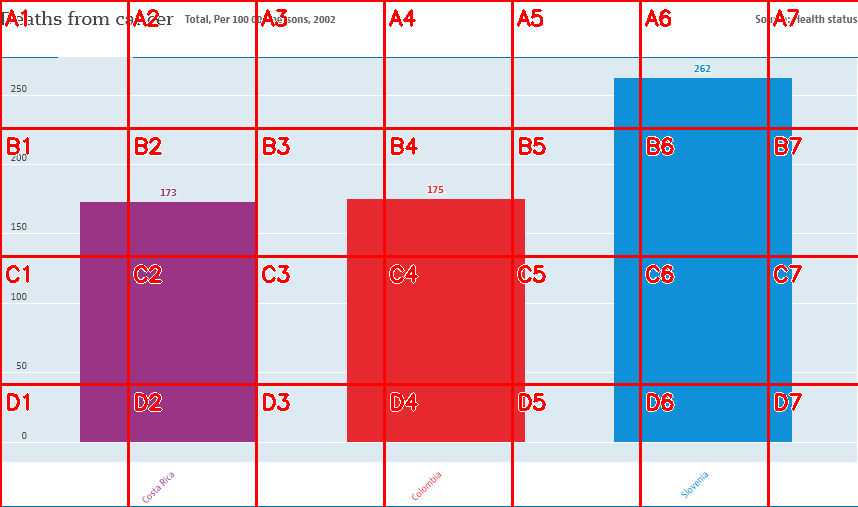 Deaths from cancer Total, Per 100 000 persons, 2002 Source: Health status
A1 A2 A3 A4 A5 A6 A7
262
250
B1 B2 B3 B4 B5 B6 B7
200
173 175
150
C1 C2 C3 C4 C5 C6 C7
100
50
D1 D2 D3 D4 D5 D6 D7
0
Costa Rica Colombia Slovenia